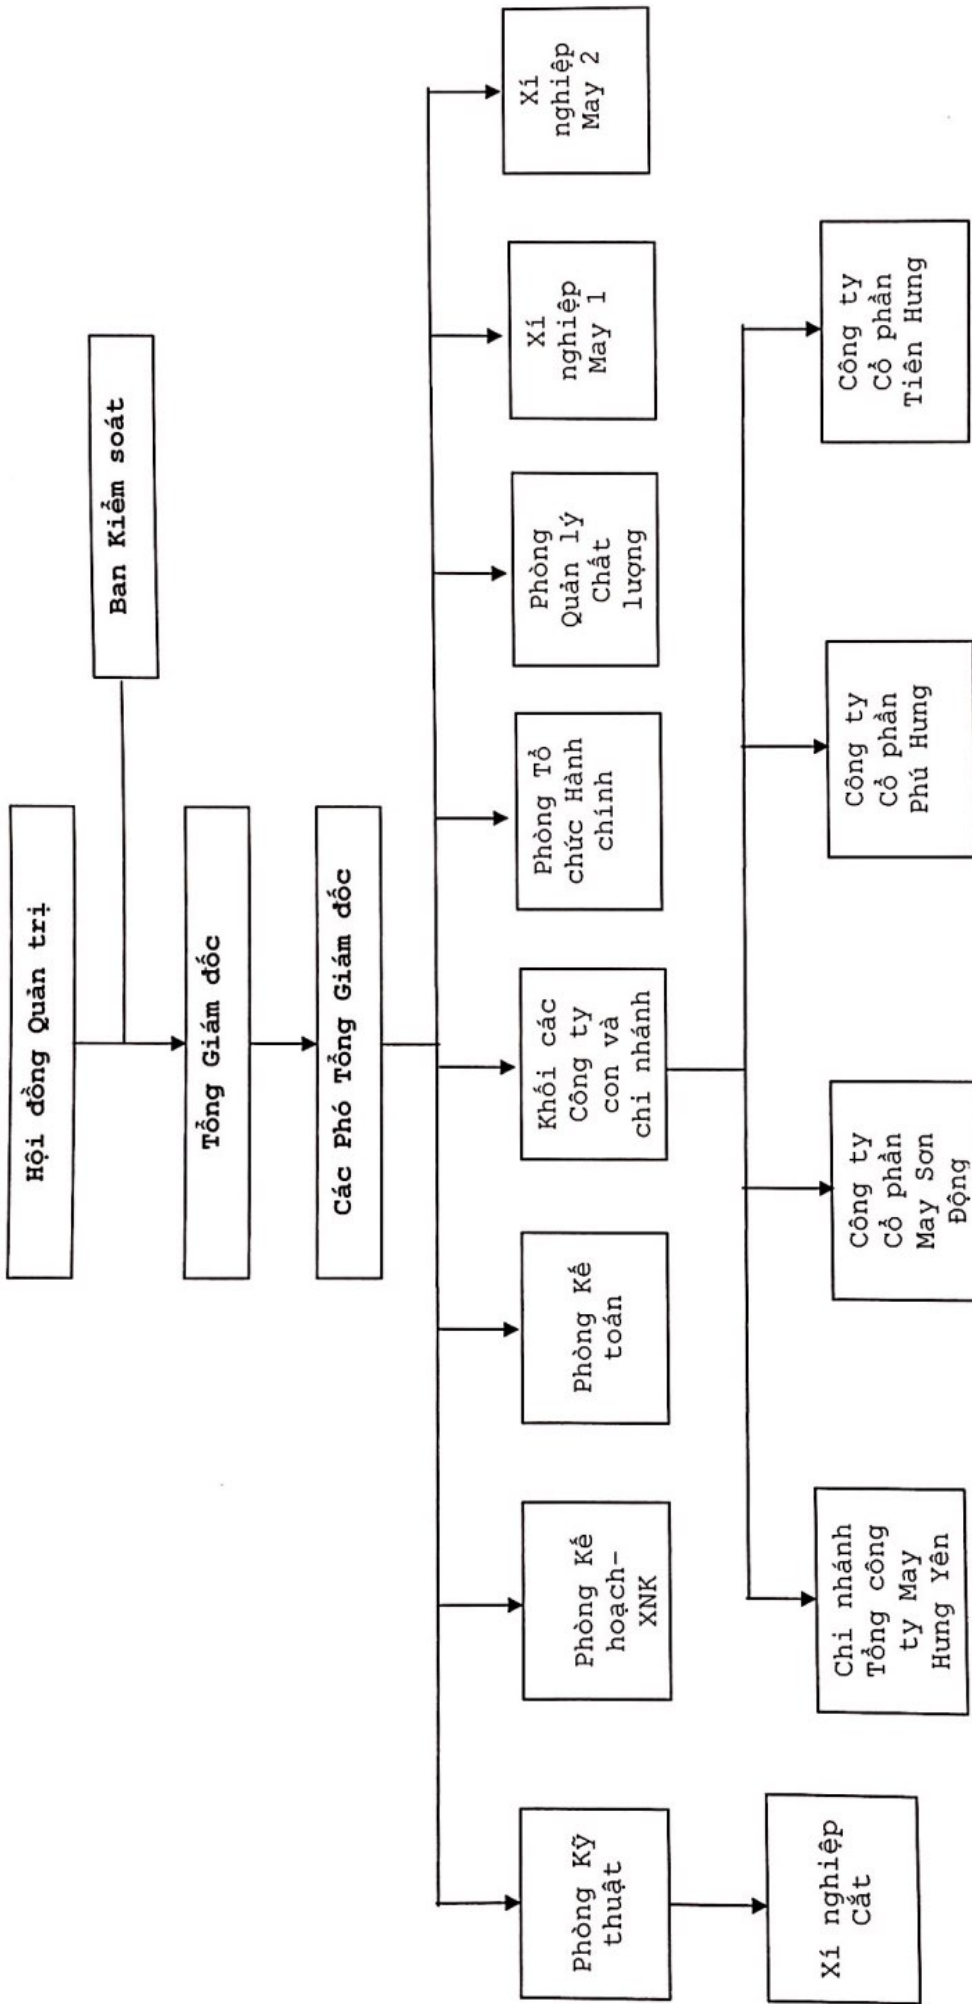 Hội đồng Quản trị
Ban Kiểm soát
Tổng Giám đốc
Các Phó Tổng Giám đốc
Phòng Kỹ
thuật
Phòng Kế
hoạch-
XNK
Phòng Kế
toán
Khối các
Công ty
con và
chi nhánh
Phòng Tổ
chức Hành
chính
Phòng
Quản lý
Chất
lượng
Xí
nghiệp
May 1
Xí
nghiệp
May 2
Xí nghiệp
Cắt
Chi nhánh
Tổng công
ty May
Hưng Yên
Công ty
Cổ phần
May Sơn
Động
Công ty
Cổ phần
Phú Hưng
Công ty
Cổ phần
Tiên Hưng